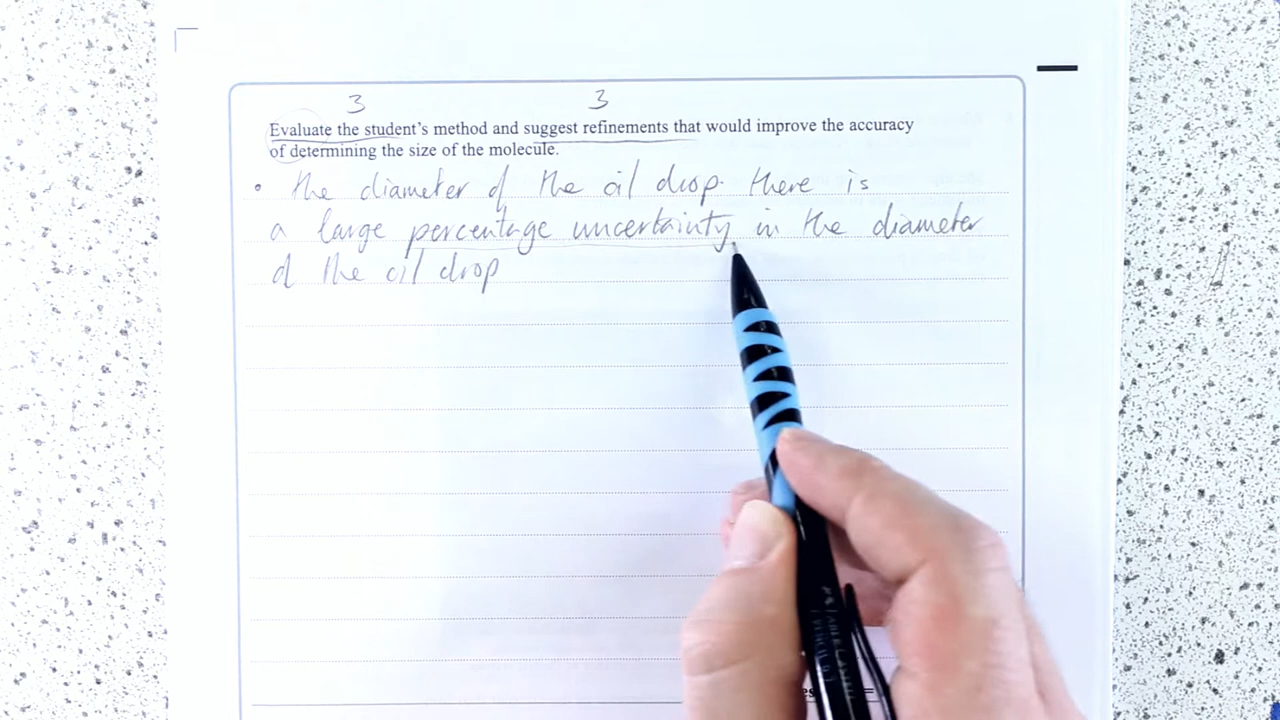 3 3
Evaluate the student's method and suggest refinements that would improve the accuracy
of determining the size of the molecule.
• the diameter of the oil drop. there is
a large percentage uncertainty in the diameter
of the oil drop